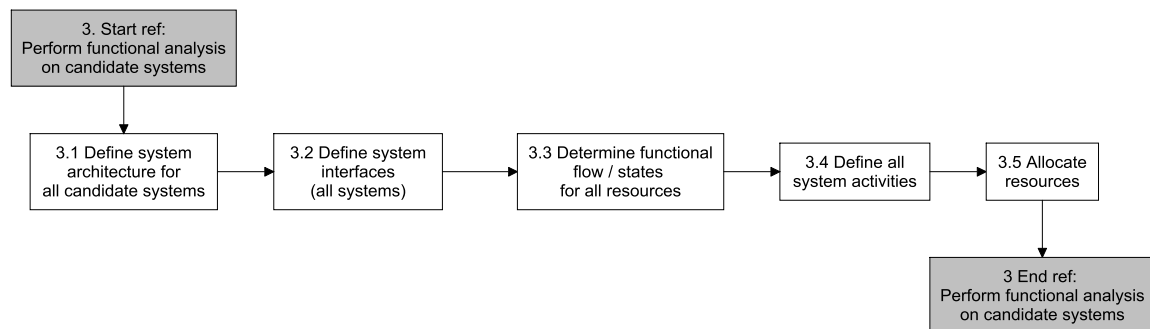 3. Start ref:
Perform functional analysis
on candidate systems
3.1 Define system
architecture for
all candidate systems
3.2 Define system
interfaces
(all systems)
3.3 Determine functional
flow / states
for all resources
3.4 Define all
system activities
3.5 Allocate
resources
3 End ref:
Perform functional analysis
on candidate systems